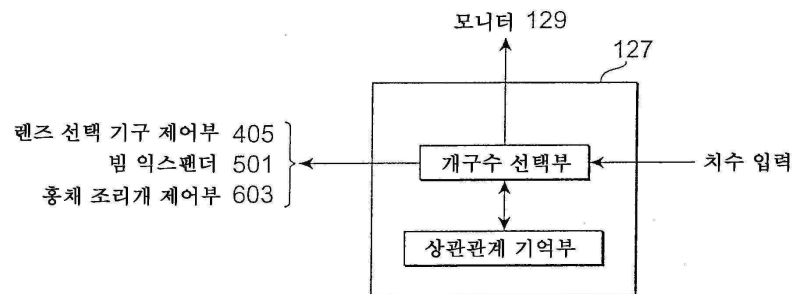 모니터 129
127
렌즈 선택 기구 제어부 405
빔 익스팬더 501
홍채 조리개 제어부 603
개구수 선택부
치수 입력
상관관계 기억부